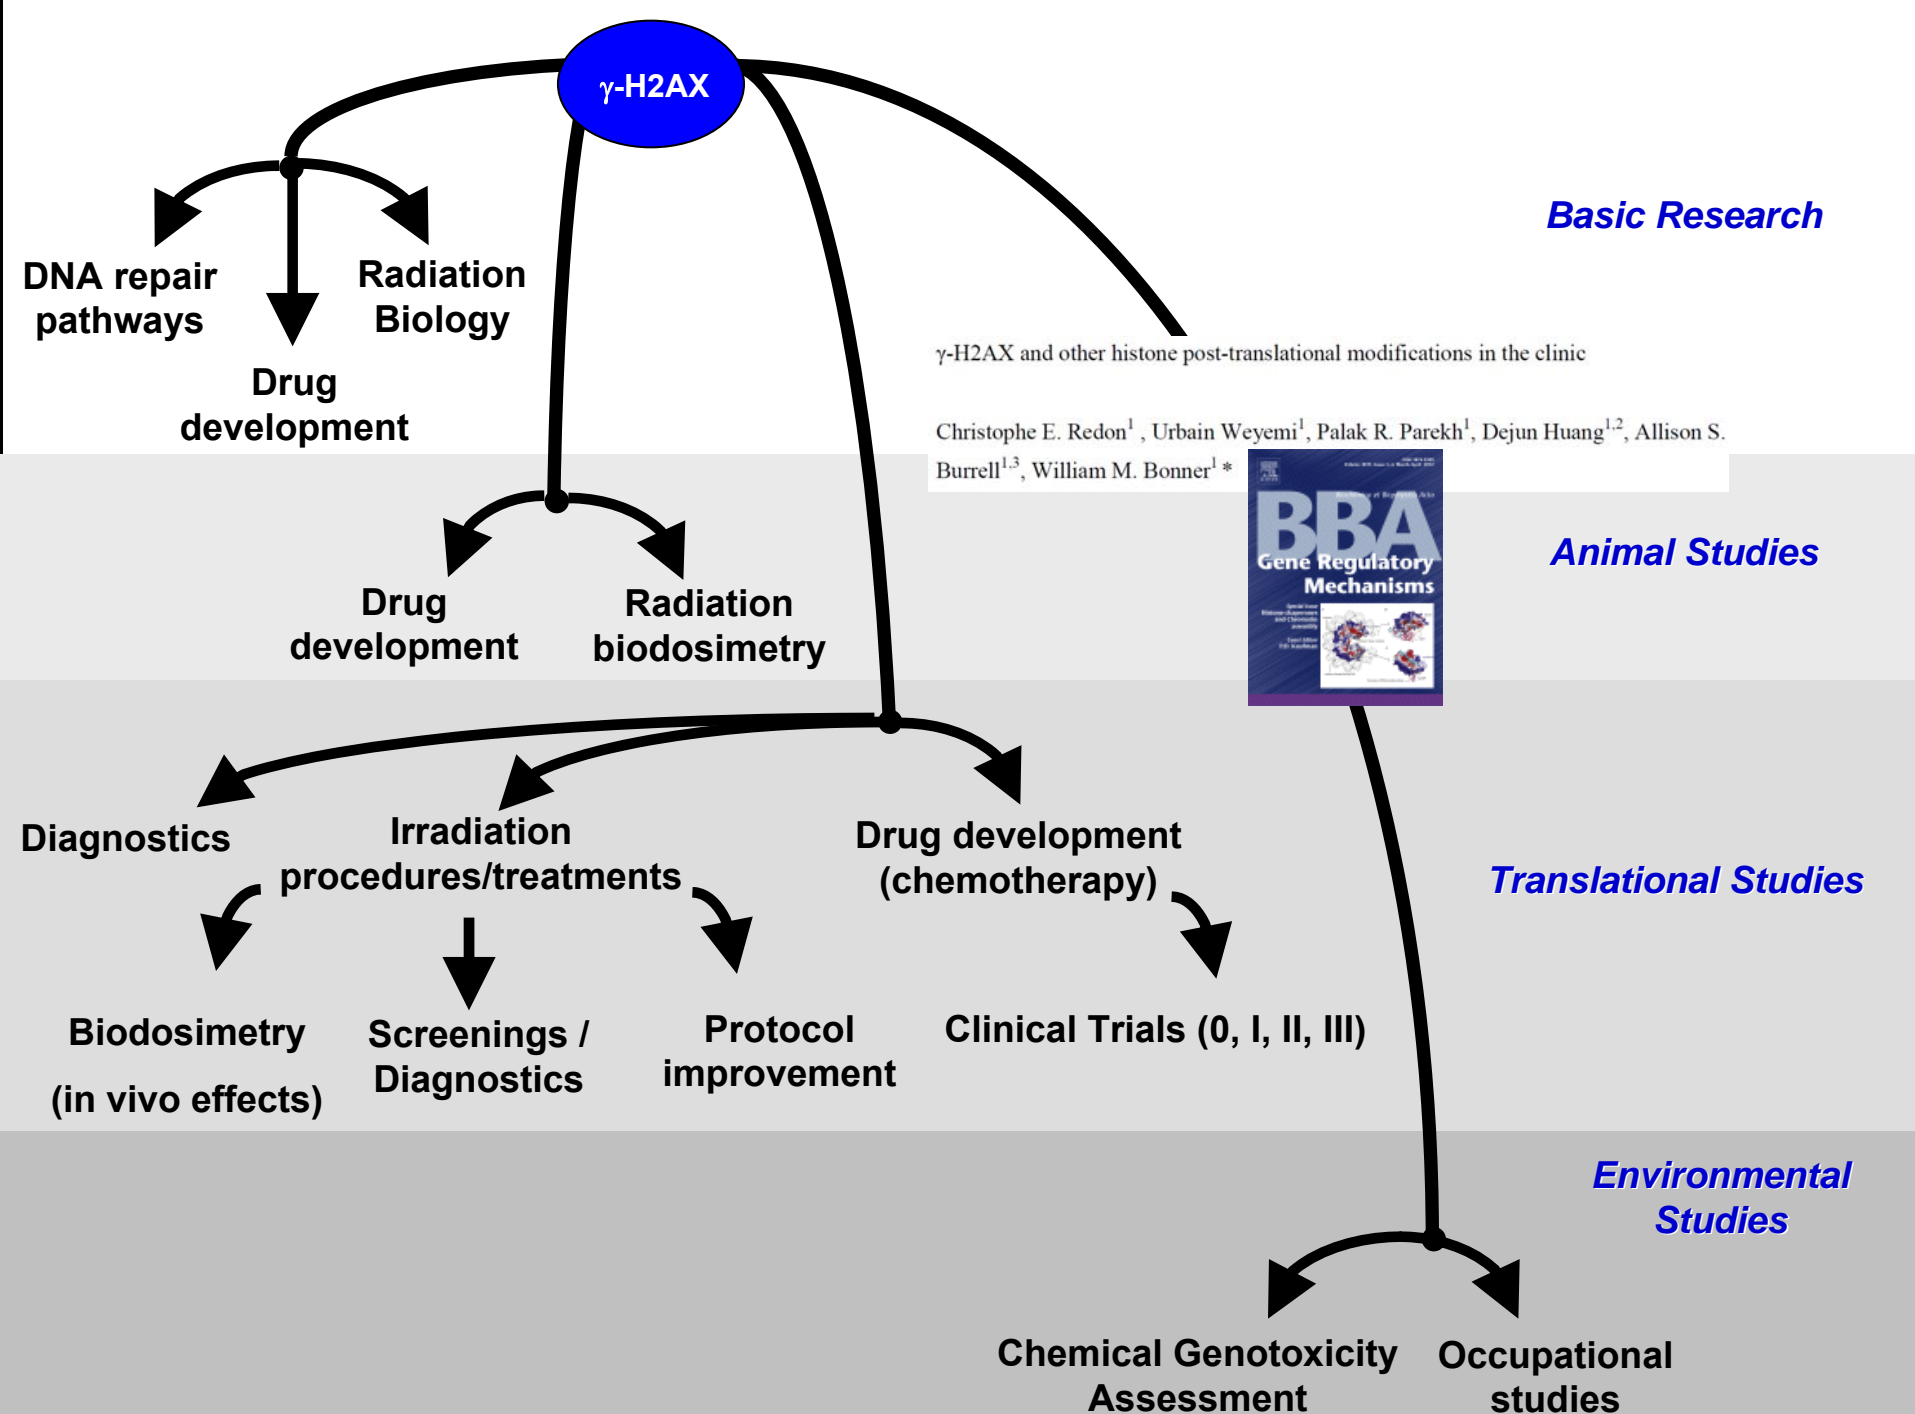 γ-H2AX
Basic Research
DNA repair
pathways
Radiation
Biology
Drug
development
γ-H2AX and other histone post-translational modifications in the clinic
Christophe E. Redon1 , Urbain Weyemi1, Palak R. Parekh1, Dejun Huang1,2, Allison S.
Burrell1,3, William M. Bonner1 *
BBA
Gene Regulatory
Mechanisms
Animal Studies
Drug
development
Radiation
biodosimetry
Diagnostics
Irradiation
procedures/treatments
Drug development
(chemotherapy)
Translational Studies
Biodosimetry
(in vivo effects)
Screenings /
Diagnostics
Protocol
improvement
Clinical Trials (0, I, II, III)
Environmental
Studies
Chemical Genotoxicity
Assessment
Occupational
studies